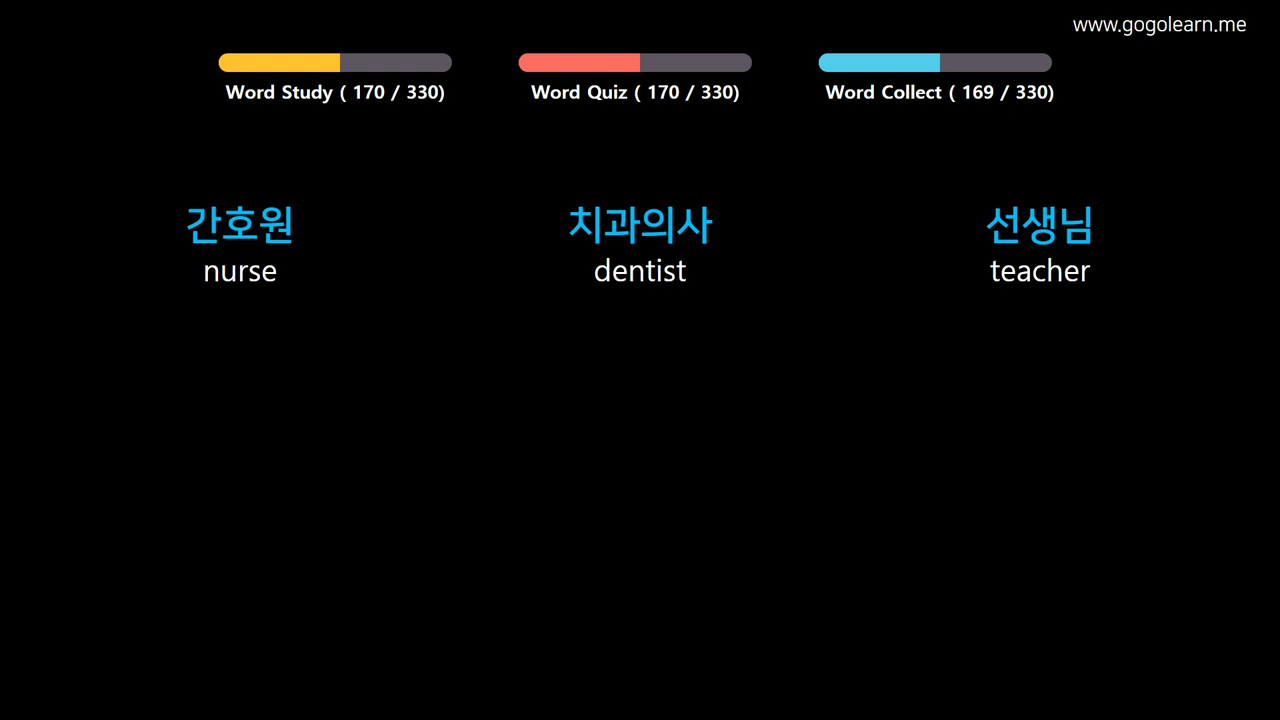 www.gogolearn.me
Word Study ( 170 / 330)
Word Quiz ( 170 / 330)
Word Collect ( 169 / 330)
간호원
nurse
치과의사
dentist
선생님
teacher